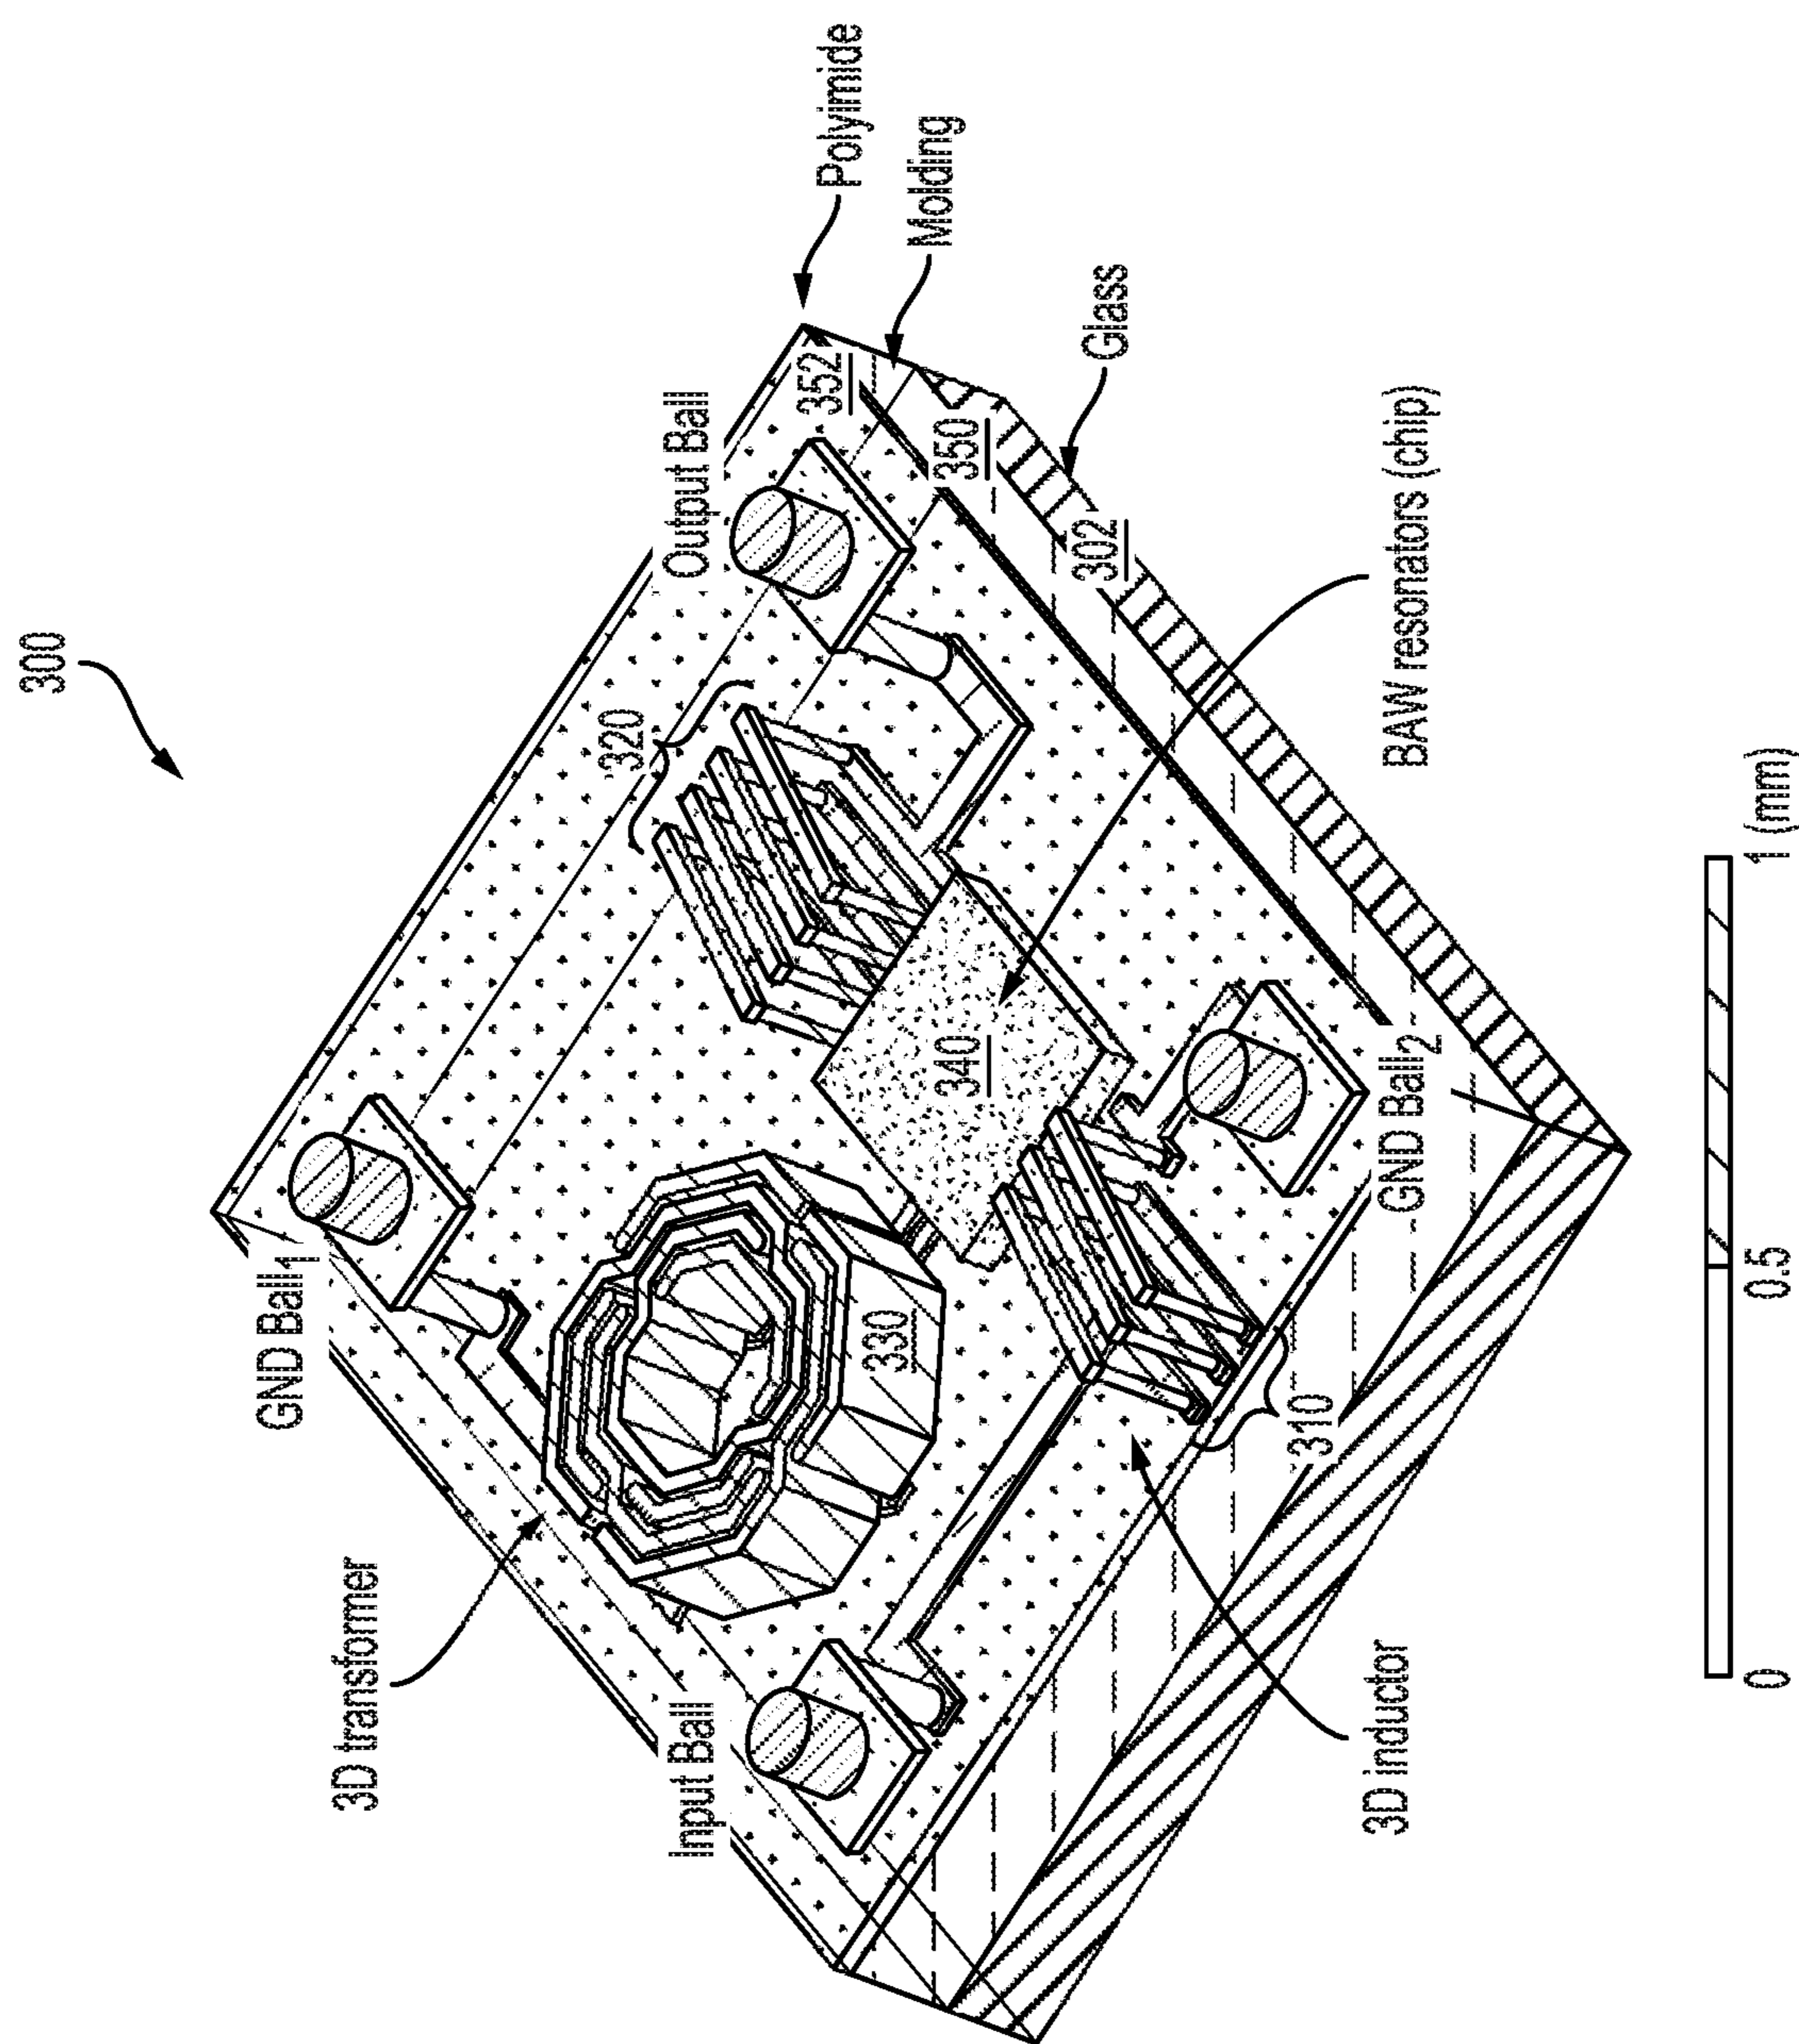 300
Polyimide
Molding
Glass
352
350
302
Output Ball
320
BAW resonators (chip)
340
GND Ball1
GND Ball2
330
3D transformer
Input Ball
310
3D inductor
0
0.5
1 (mm)